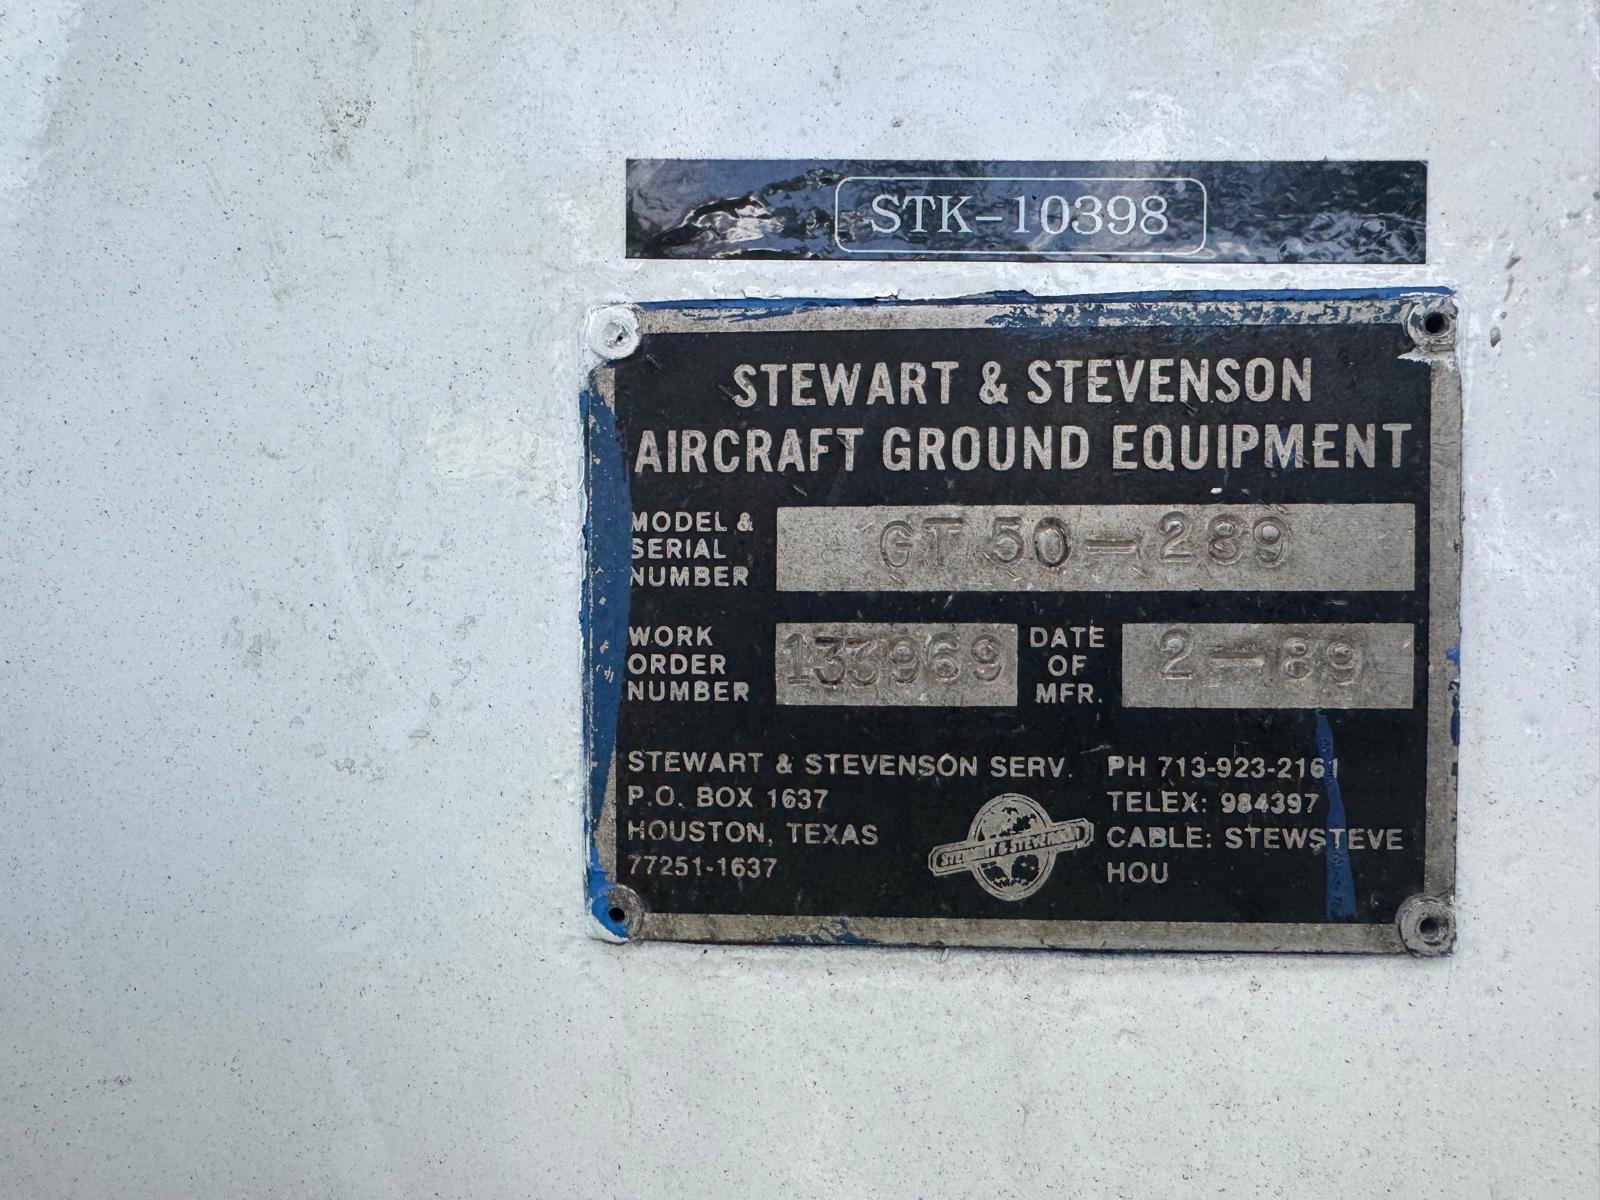 STK-10398
STEWART & STEVENSON
AIRCRAFT GROUND EQUIPMENT
MODEL &
SERIAL
NUMBER
GT 50-289
WORK
ORDER
NUMBER
133969
DATE
OF
MFR.
2-89
STEWART & STEVENSON SERV.
P.O. BOX 1637
HOUSTON, TEXAS
77251-1637
STEWART & STEVENSON
PH 713-923-2161
TELEX: 984397
CABLE: STEWSTEVE
HOU